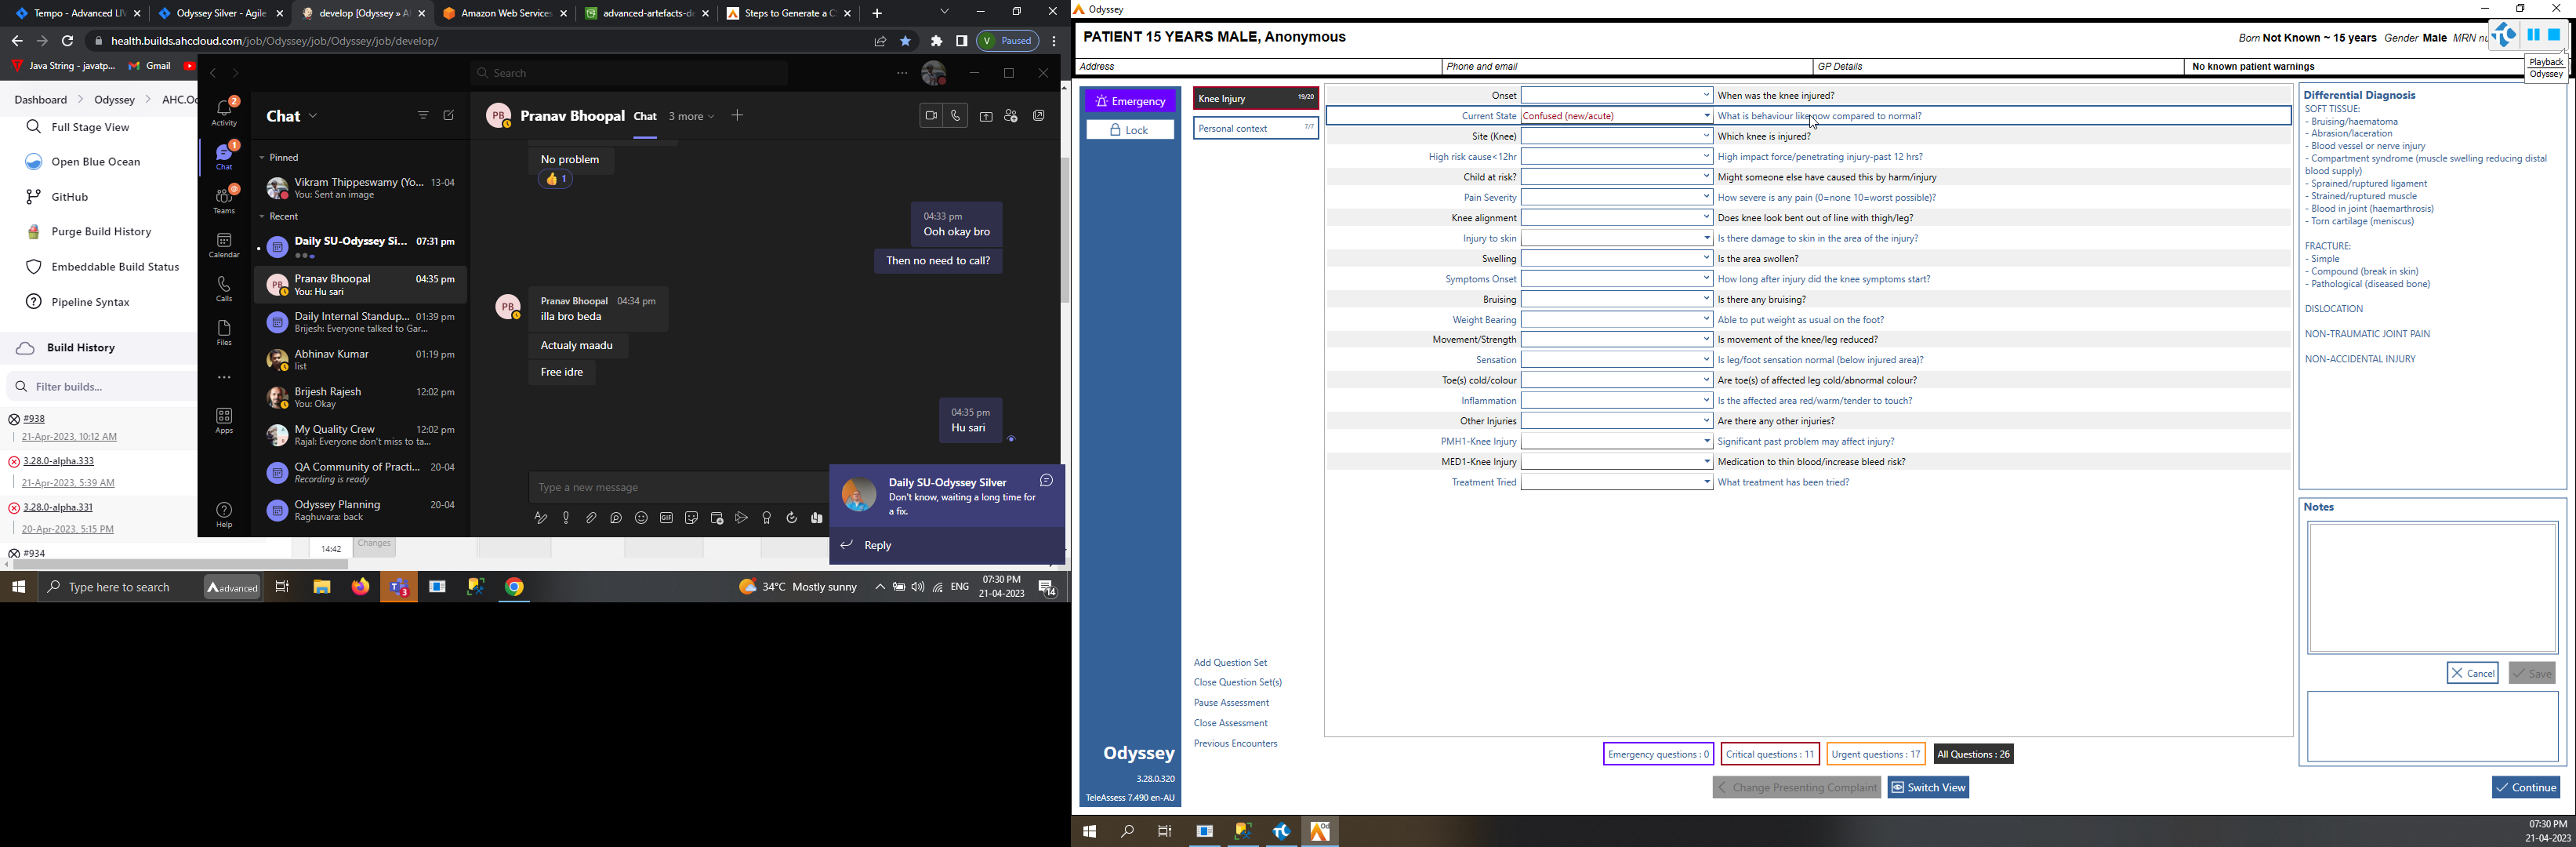 Tempo - Advanced LIV
Odyssey Silver - Agile
develop [Odyssey » A
Amazon Web Services
advanced-artefacts-de
Steps to Generate a C
health.builds.ahccloud.com/job/Odyssey/job/Odyssey/job/develop/
V Paused
Java String - javatp...
Gmail
Dashboard
Odyssey
AHC.Od
Full Stage View
Open Blue Ocean
GitHub
Purge Build History
Embeddable Build Status
Pipeline Syntax
Build History
Filter builds...
#938
21-Apr-2023, 10:12 AM
3.28.0-alpha.333
21-Apr-2023, 5:39 AM
3.28.0-alpha.331
20-Apr-2023, 5:15 PM
#934
14:42
Changes
Search
2
Activity
1
Chat
Teams
Calendar
Calls
Files
Apps
Help
Chat
Pinned
Vikram Thippeswamy (Yo... 13-04
You: Sent an image
Recent
Daily SU-Odyssey Si... 07:31 pm
PB
Pranav Bhoopal 04:35 pm
You: Hu sari
Daily Internal Standup... 01:39 pm
Brijesh: Everyone talked to Gar...
Abhinav Kumar 01:19 pm
list
Brijesh Rajesh 12:02 pm
You: Okay
My Quality Crew 12:02 pm
Rajal: Everyone don't miss to ta...
QA Community of Practi... 20-04
Recording is ready
Odyssey Planning 20-04
Raghuvara: back
PB
Pranav Bhoopal Chat 3 more
No problem
👍 1
04:33 pm
Ooh okay bro
Then no need to call?
PB
Pranav Bhoopal 04:34 pm
illa bro beda
Actualy maadu
Free idre
04:35 pm
Hu sari
Type a new message
GIF
Daily SU-Odyssey Silver
Don't know, waiting a long time for
a fix.
Reply
Type here to search
advanced
3
34°C Mostly sunny
ENG
07:30 PM
21-04-2023
14
Odyssey
PATIENT 15 YEARS MALE, Anonymous
Born Not Known ~ 15 years Gender Male MRN nu
Playback
Odyssey
Address
Phone and email
GP Details
No known patient warnings
Emergency
Lock
Knee Injury 19/20
Personal context 7/7
Onset When was the knee injured?
Current State Confused (new/acute) What is behaviour like now compared to normal?
Site (Knee) Which knee is injured?
High risk cause<12hr High impact force/penetrating injury-past 12 hrs?
Child at risk? Might someone else have caused this by harm/injury
Pain Severity How severe is any pain (0=none 10=worst possible)?
Knee alignment Does knee look bent out of line with thigh/leg?
Injury to skin Is there damage to skin in the area of the injury?
Swelling Is the area swollen?
Symptoms Onset How long after injury did the knee symptoms start?
Bruising Is there any bruising?
Weight Bearing Able to put weight as usual on the foot?
Movement/Strength Is movement of the knee/leg reduced?
Sensation Is leg/foot sensation normal (below injured area)?
Toe(s) cold/colour Are toe(s) of affected leg cold/abnormal colour?
Inflammation Is the affected area red/warm/tender to touch?
Other Injuries Are there any other injuries?
PMH1-Knee Injury Significant past problem may affect injury?
MED1-Knee Injury Medication to thin blood/increase bleed risk?
Treatment Tried What treatment has been tried?
Differential Diagnosis
SOFT TISSUE:
- Bruising/haematoma
- Abrasion/laceration
- Blood vessel or nerve injury
- Compartment syndrome (muscle swelling reducing distal
blood supply)
- Sprained/ruptured ligament
- Strained/ruptured muscle
- Blood in joint (haemarthrosis)
- Torn cartilage (meniscus)
FRACTURE:
- Simple
- Compound (break in skin)
- Pathological (diseased bone)
DISLOCATION
NON-TRAUMATIC JOINT PAIN
NON-ACCIDENTAL INJURY
Notes
Cancel
Save
Add Question Set
Close Question Set(s)
Pause Assessment
Close Assessment
Previous Encounters
Odyssey
3.28.0.320
TeleAssess 7.490 en-AU
Emergency questions : 0
Critical questions : 11
Urgent questions : 17
All Questions : 26
Change Presenting Complaint
Switch View
Continue
07:30 PM
21-04-2023